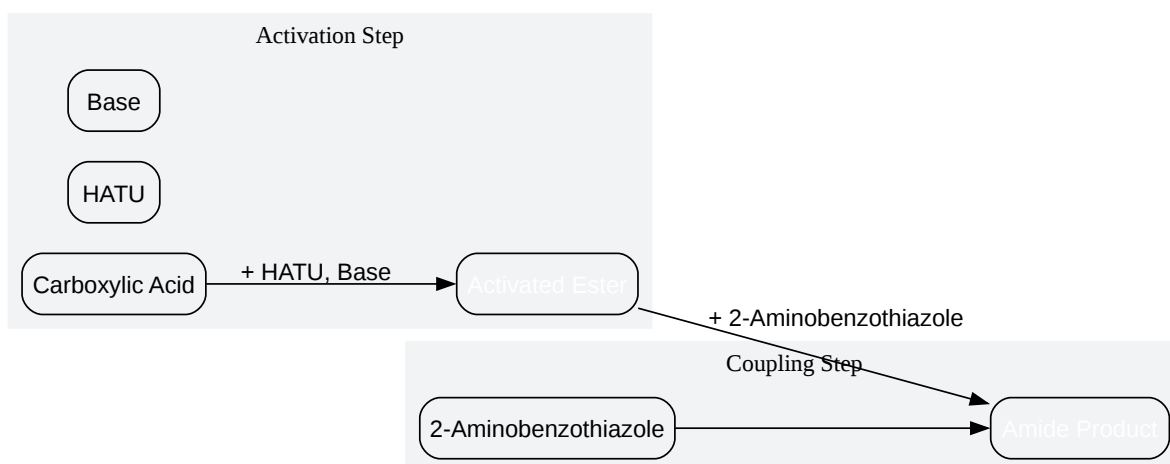 Activation Step
Base
HATU
Carboxylic Acid
+ HATU, Base
Activated Ester
+ 2-Aminobenzothiazole
Coupling Step
2-Aminobenzothiazole
Amide Product